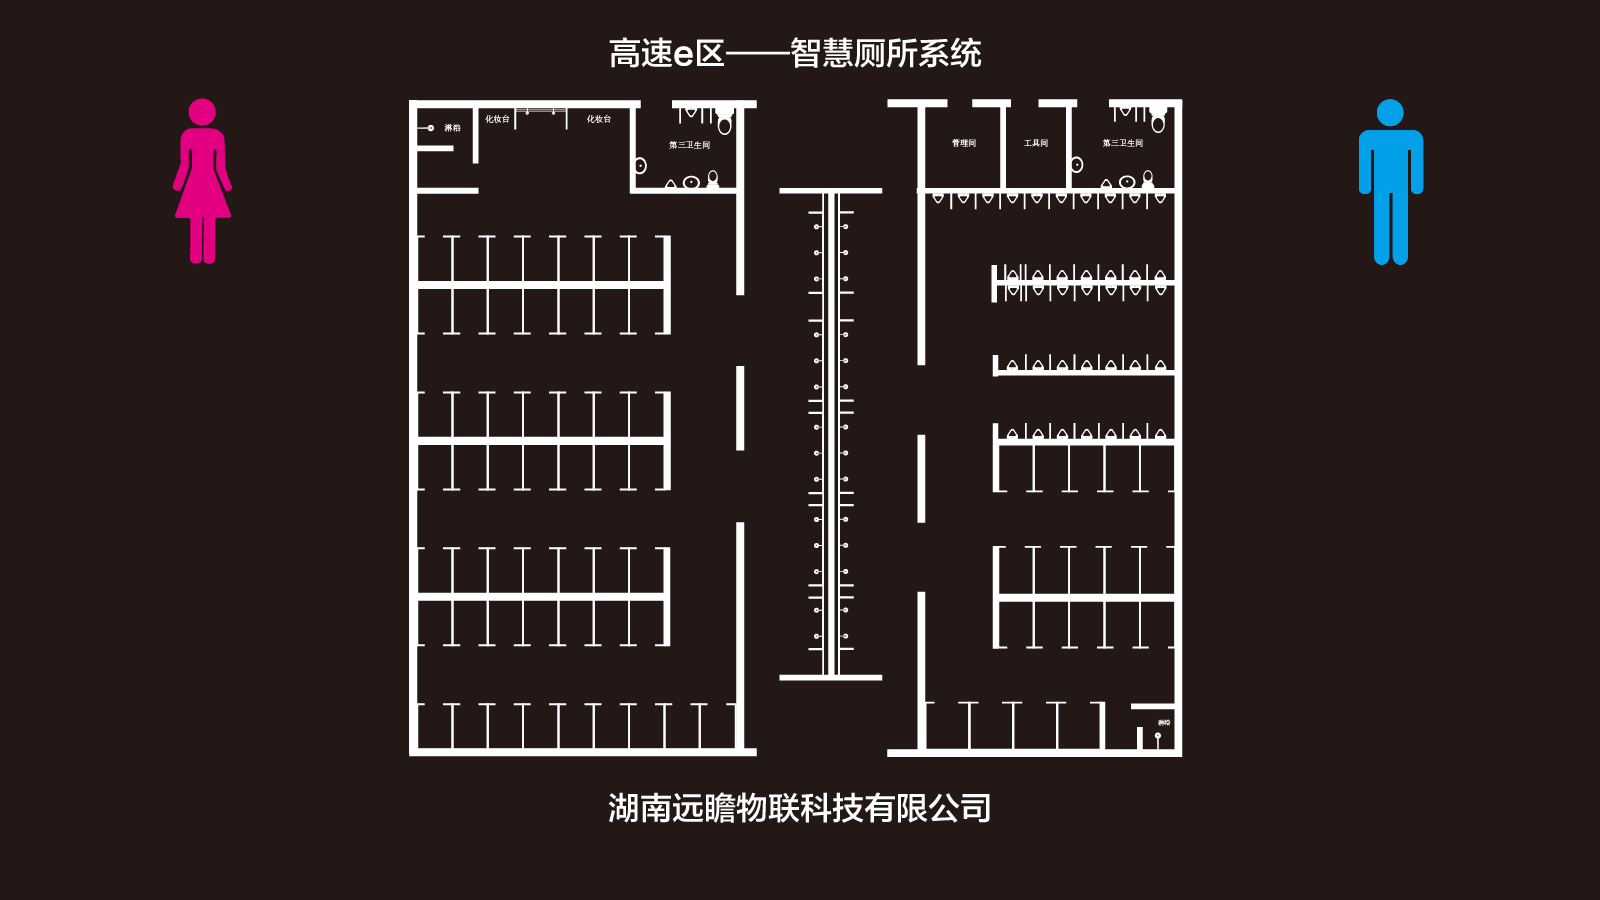 高速e区——智慧厕所系统
淋浴
化妆台
化妆台
第三卫生间
管理间
工具间
第三卫生间
淋浴
湖南远瞻物联科技有限公司